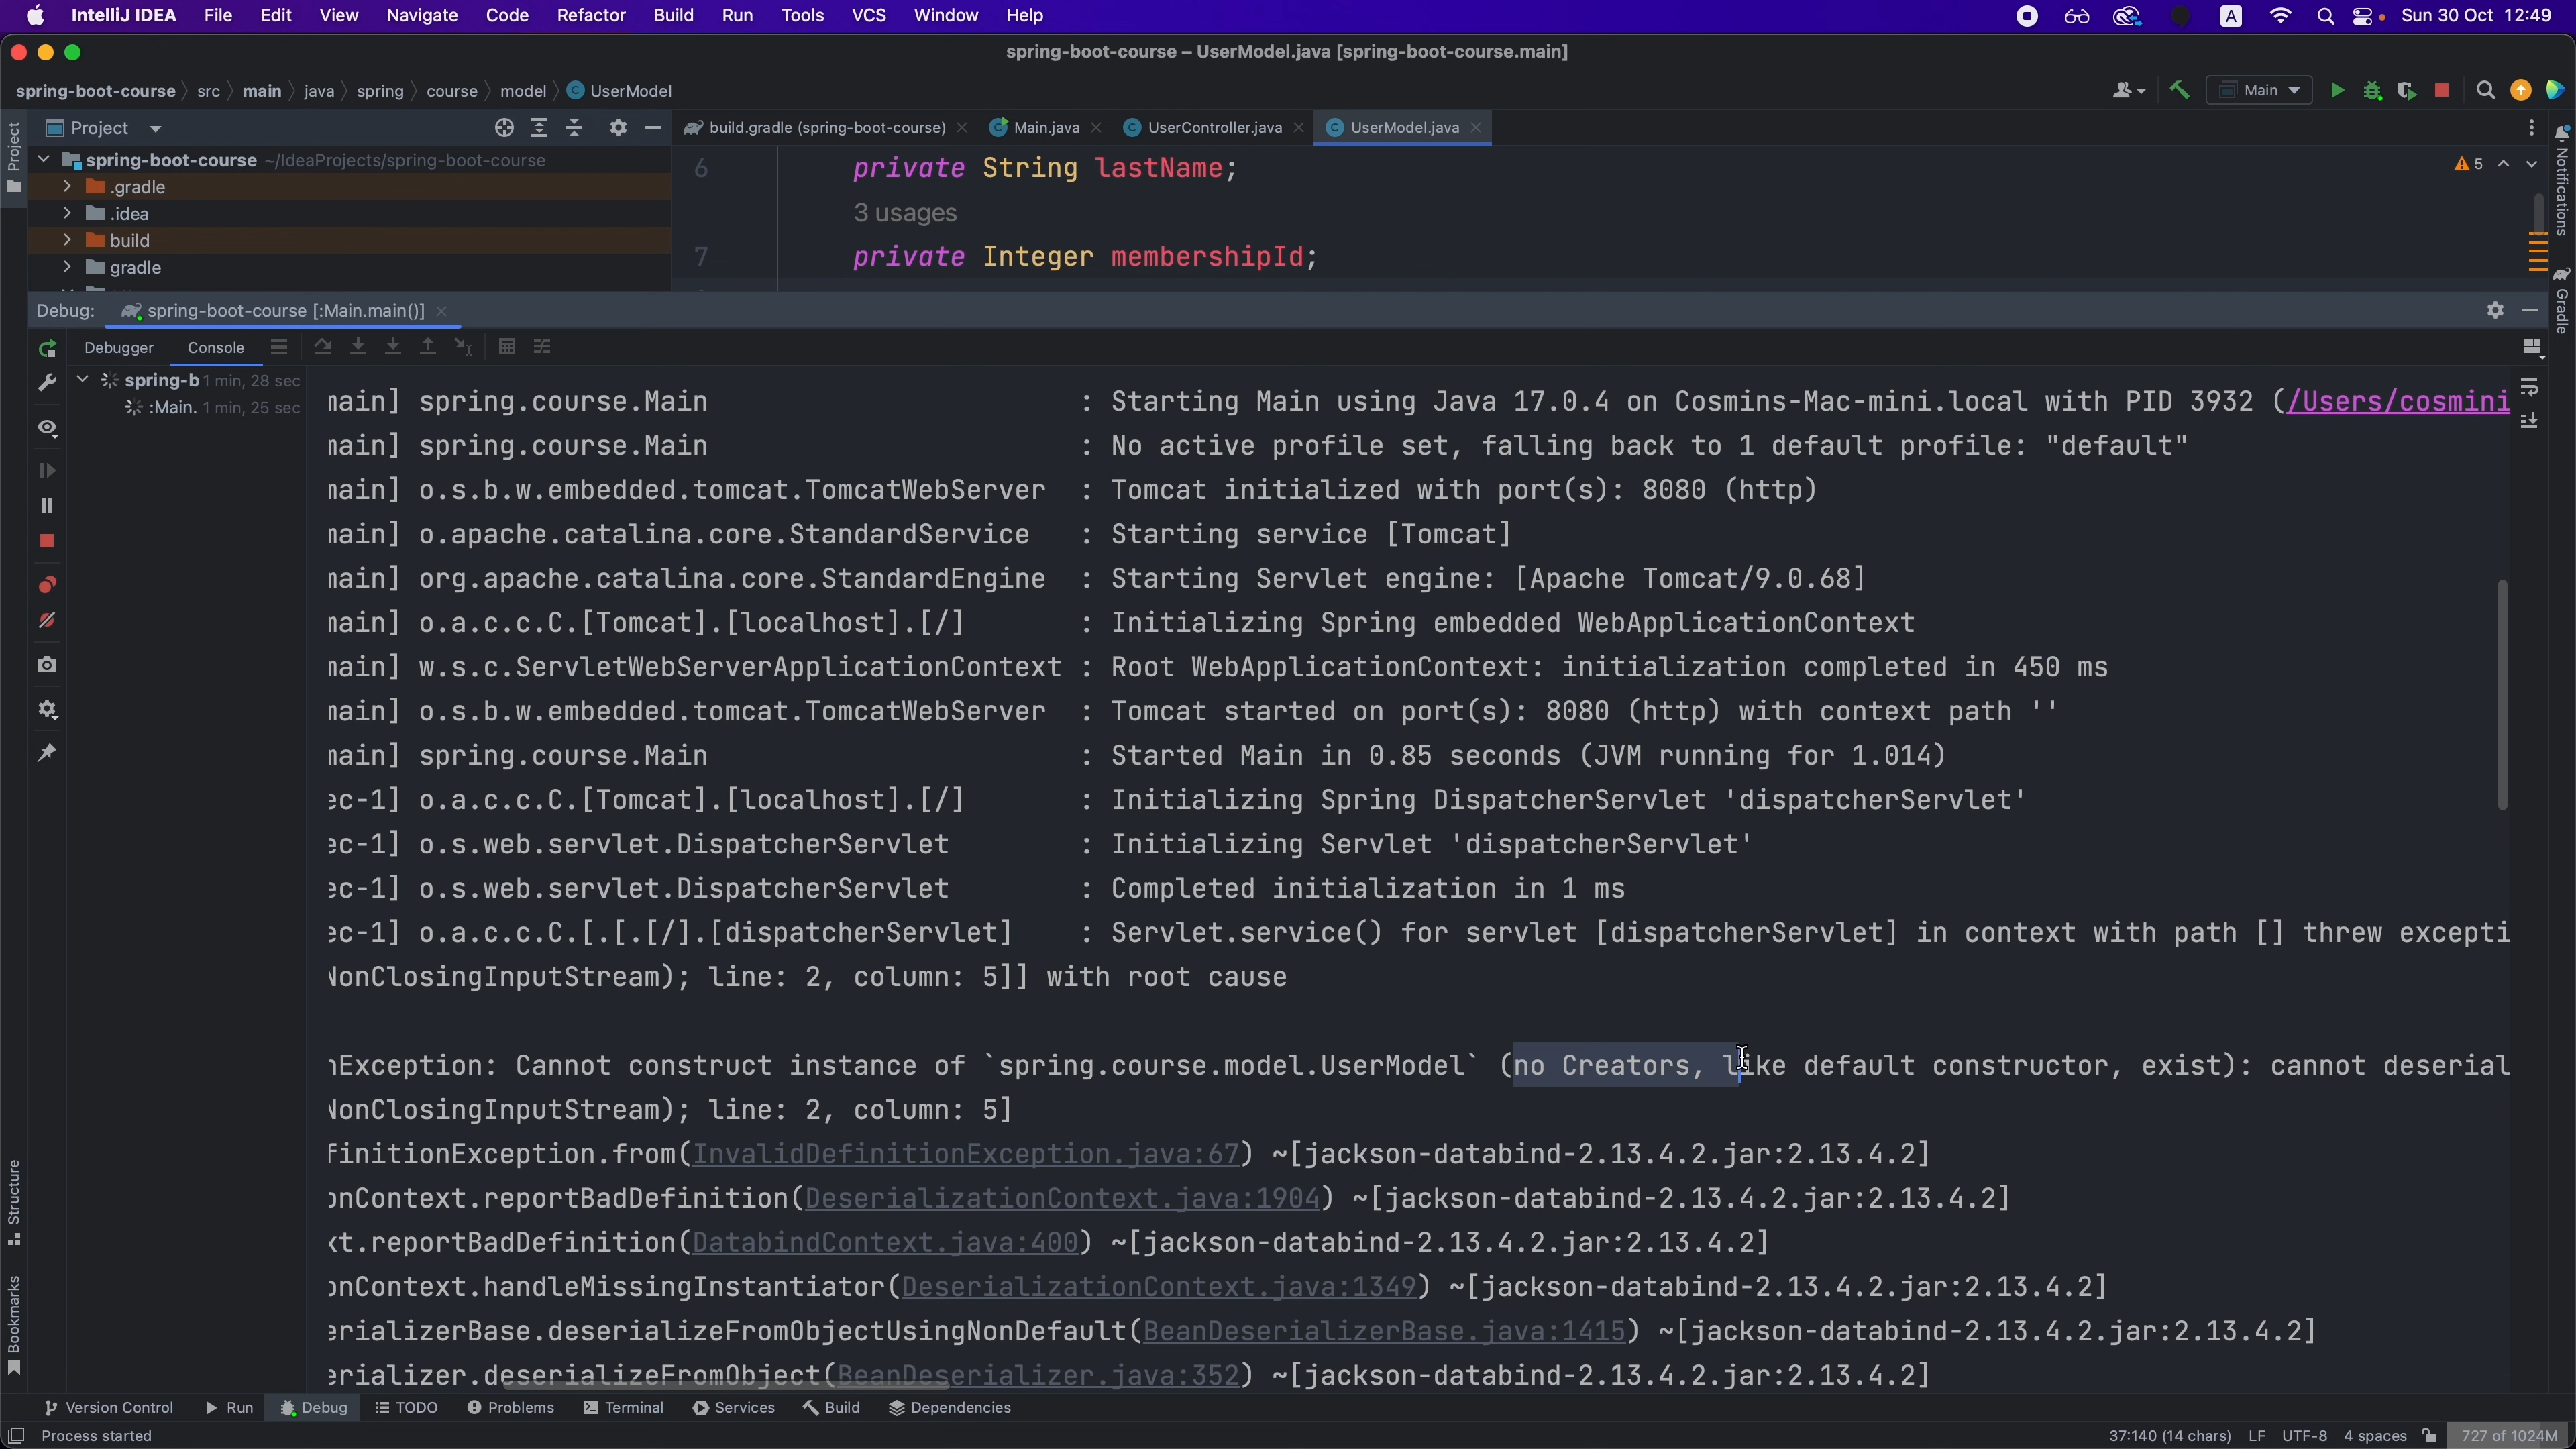 IntelliJ IDEA File Edit View Navigate Code Refactor Build Run Tools VCS Window Help A Sun 30 Oct 12:49
spring-boot-course – UserModel.java [spring-boot-course.main]
spring-boot-course src main java spring course model UserModel Main
Project
Project
build.gradle (spring-boot-course) Main.java UserController.java UserModel.java
spring-boot-course ~/IdeaProjects/spring-boot-course
.gradle
.idea
build
gradle
6 private String lastName;
3 usages
7 private Integer membershipId;
5
Notifications
Gradle
Debug: spring-boot-course [:Main.main()]
Debugger Console
spring-b 1 min, 28 sec
:Main. 1 min, 25 sec
main] spring.course.Main : Starting Main using Java 17.0.4 on Cosmins-Mac-mini.local with PID 3932 (/Users/cosmini
main] spring.course.Main : No active profile set, falling back to 1 default profile: "default"
main] o.s.b.w.embedded.tomcat.TomcatWebServer : Tomcat initialized with port(s): 8080 (http)
main] o.apache.catalina.core.StandardService : Starting service [Tomcat]
main] org.apache.catalina.core.StandardEngine : Starting Servlet engine: [Apache Tomcat/9.0.68]
main] o.a.c.c.C.[Tomcat].[localhost].[/] : Initializing Spring embedded WebApplicationContext
main] w.s.c.ServletWebServerApplicationContext : Root WebApplicationContext: initialization completed in 450 ms
main] o.s.b.w.embedded.tomcat.TomcatWebServer : Tomcat started on port(s): 8080 (http) with context path ''
main] spring.course.Main : Started Main in 0.85 seconds (JVM running for 1.014)
ec-1] o.a.c.c.C.[Tomcat].[localhost].[/] : Initializing Spring DispatcherServlet 'dispatcherServlet'
ec-1] o.s.web.servlet.DispatcherServlet : Initializing Servlet 'dispatcherServlet'
ec-1] o.s.web.servlet.DispatcherServlet : Completed initialization in 1 ms
ec-1] o.a.c.c.C.[.[.[/].[dispatcherServlet] : Servlet.service() for servlet [dispatcherServlet] in context with path [] threw excepti
NonClosingInputStream); line: 2, column: 5]] with root cause
nException: Cannot construct instance of `spring.course.model.UserModel` (no Creators, like default constructor, exist): cannot deserial
NonClosingInputStream); line: 2, column: 5]
finitionException.from(InvalidDefinitionException.java:67) ~[jackson-databind-2.13.4.2.jar:2.13.4.2]
onContext.reportBadDefinition(DeserializationContext.java:1904) ~[jackson-databind-2.13.4.2.jar:2.13.4.2]
xt.reportBadDefinition(DatabindContext.java:400) ~[jackson-databind-2.13.4.2.jar:2.13.4.2]
onContext.handleMissingInstantiator(DeserializationContext.java:1349) ~[jackson-databind-2.13.4.2.jar:2.13.4.2]
erializerBase.deserializeFromObjectUsingNonDefault(BeanDeserializerBase.java:1415) ~[jackson-databind-2.13.4.2.jar:2.13.4.2]
erializer.deserializeFromObject(BeanDeserializer.java:352) ~[jackson-databind-2.13.4.2.jar:2.13.4.2]
Structure
Bookmarks
Version Control Run Debug TODO Problems Terminal Services Build Dependencies
Process started 37:140 (14 chars) LF UTF-8 4 spaces 727 of 1024M